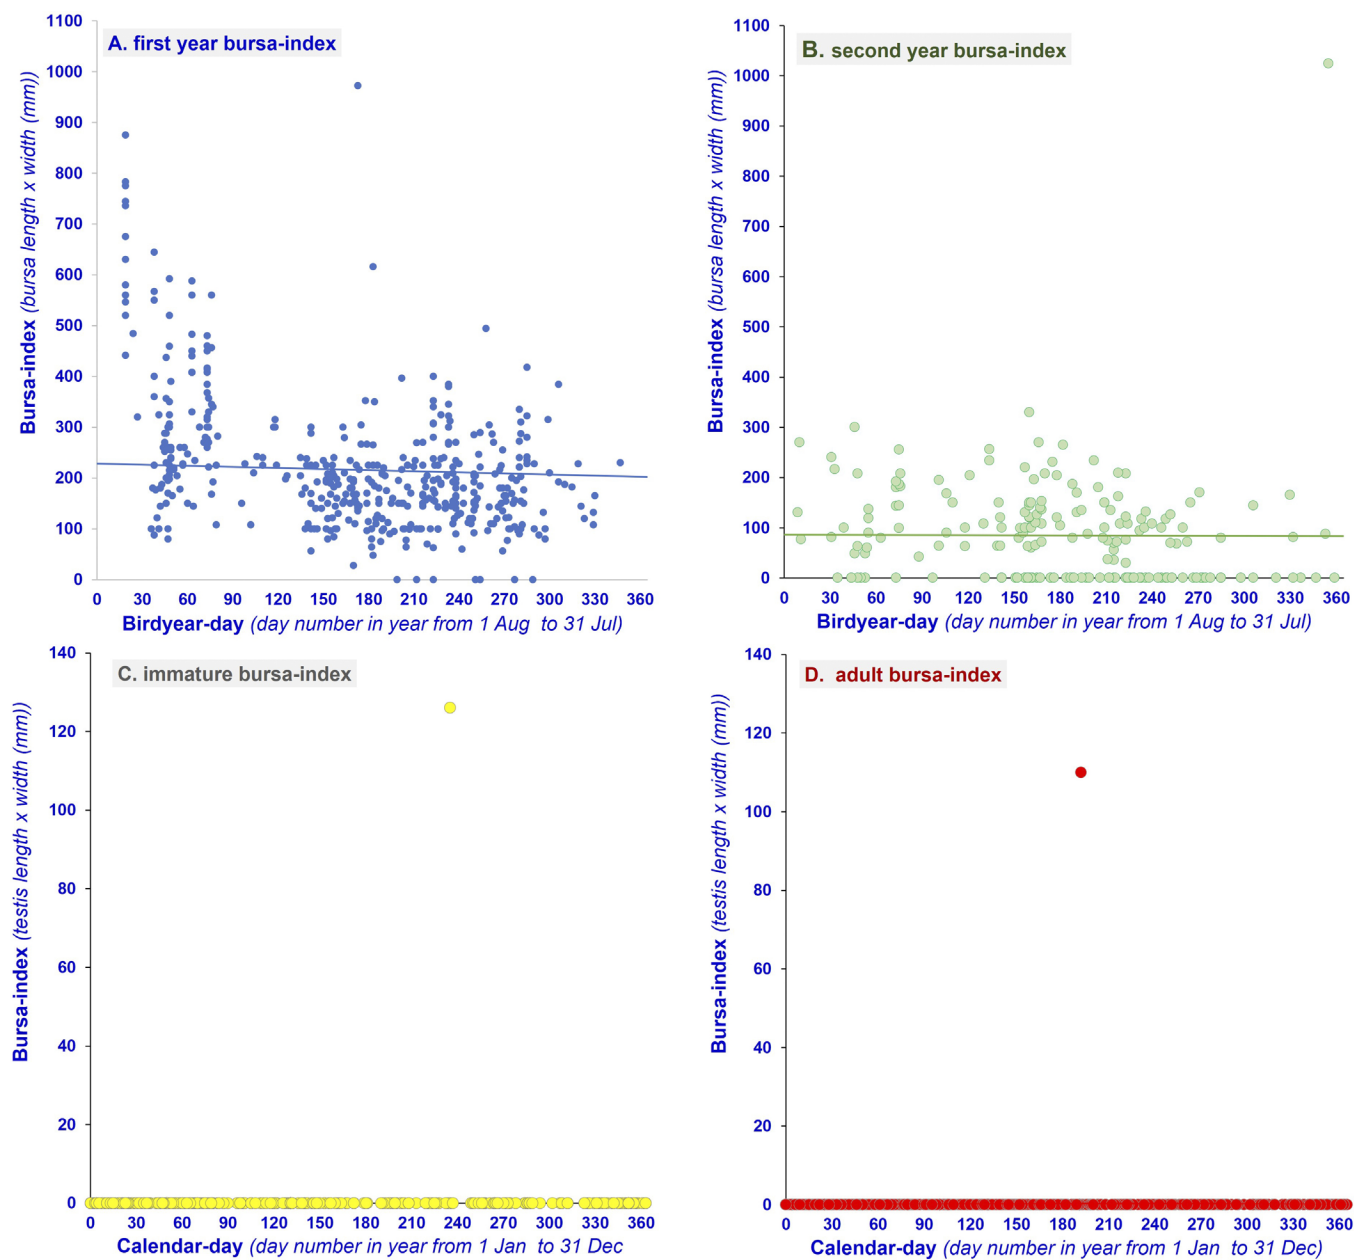 A. first year bursa-index
Bursa-index (bursa length x width (mm))
1100
1000
900
800
700
600
500
400
300
200
100
0
0 30 60 90 120 150 180 210 240 270 300 330 360
Birdyear-day (day number in year from 1 Aug to 31 Jul)
B. second year bursa-index
Bursa-index (bursa length x width (mm))
1100
1000
900
800
700
600
500
400
300
200
100
0
0 30 60 90 120 150 180 210 240 270 300 330 360
Birdyear-day (day number in year from 1 Aug to 31 Jul)
C. immature bursa-index
Bursa-index (testis length x width (mm))
140
120
100
80
60
40
20
0
0 30 60 90 120 150 180 210 240 270 300 330 360
Calendar-day (day number in year from 1 Jan to 31 Dec
D. adult bursa-index
Bursa-index (testis length x width (mm))
140
120
100
80
60
40
20
0
0 30 60 90 120 150 180 210 240 270 300 330 360
Calendar-day (day number in year from 1 Jan to 31 Dec)